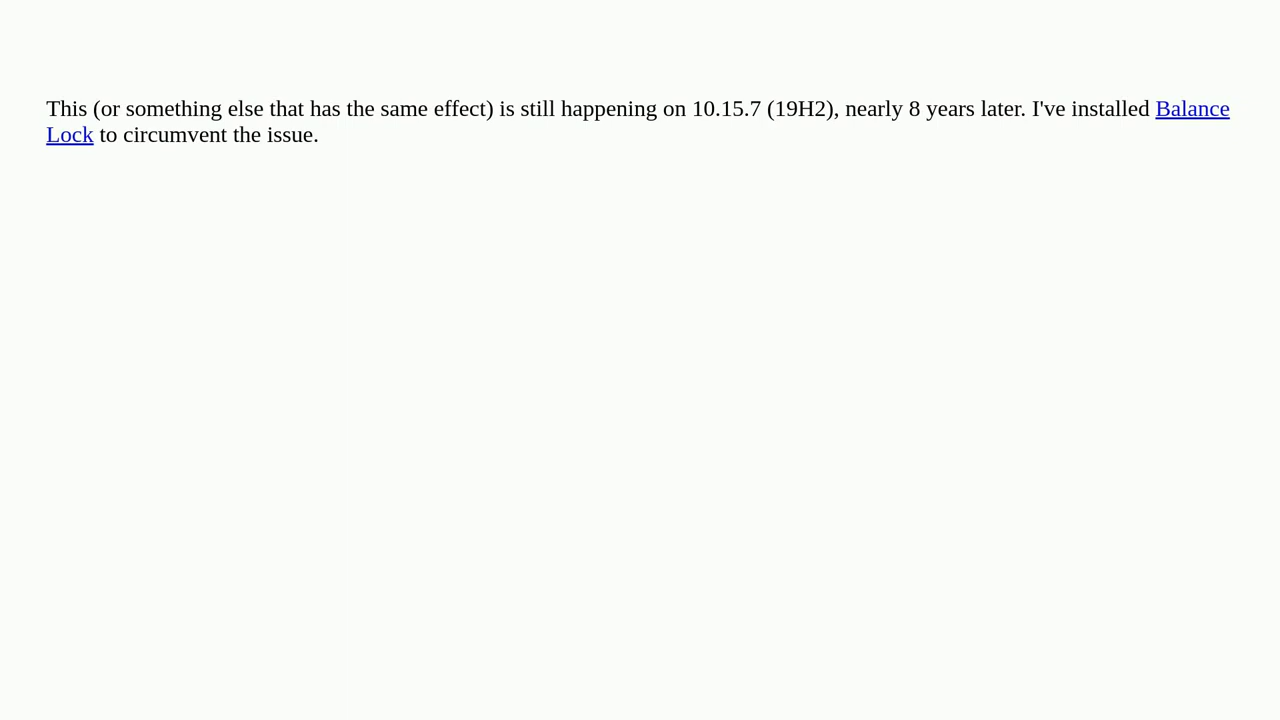 This (or something else that has the same effect) is still happening on 10.15.7 (19H2), nearly 8 years later. I've installed Balance
Lock to circumvent the issue.